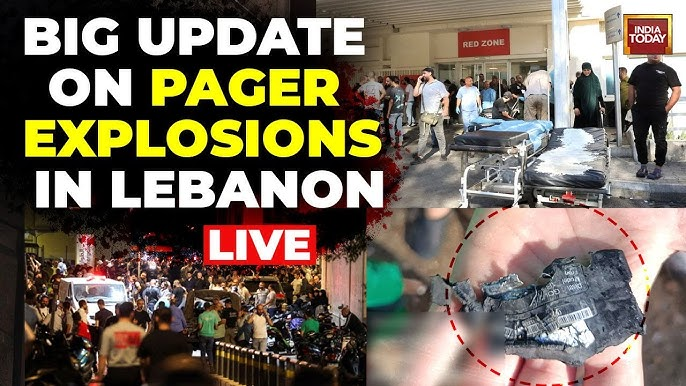 BIG UPDATE
ON PAGER
EXPLOSIONS
IN LEBANON
LIVE
RED ZONE
INDIA
TODAY